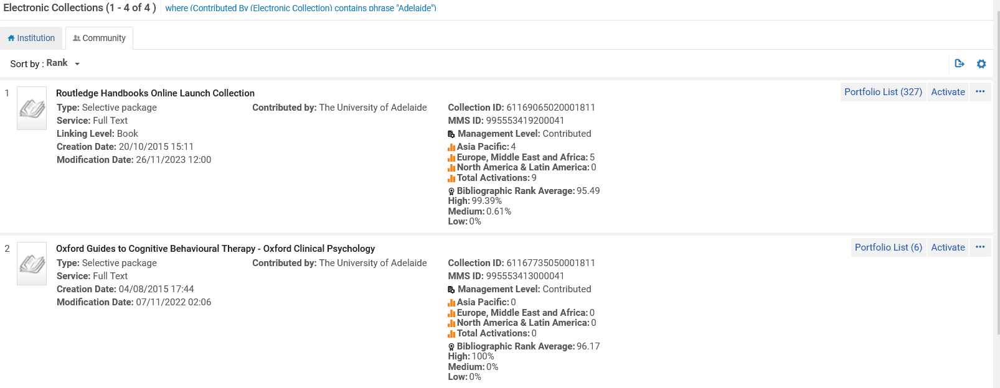 Electronic Collections (1 - 4 of 4 ) where (Contributed By (Electronic Collection) contains phrase "Adelaide")
Institution Community
Sort by : Rank
1 Routledge Handbooks Online Launch Collection Portfolio List (327) Activate ...
Type: Selective package Contributed by: The University of Adelaide Collection ID: 61169065020001811
Service: Full Text MMS ID: 995553419200041
Linking Level: Book Management Level: Contributed
Creation Date: 20/10/2015 15:11 Asia Pacific: 4
Modification Date: 26/11/2023 12:00 Europe, Middle East and Africa: 5
North America & Latin America: 0
Total Activations: 9
Bibliographic Rank Average: 95.49
High: 99.39%
Medium: 0.61%
Low: 0%
2 Oxford Guides to Cognitive Behavioural Therapy - Oxford Clinical Psychology Portfolio List (6) Activate ...
Type: Selective package Contributed by: The University of Adelaide Collection ID: 61167735050001811
Service: Full Text MMS ID: 995553413000041
Creation Date: 04/08/2015 17:44 Management Level: Contributed
Modification Date: 07/11/2022 02:06 Asia Pacific: 0
Europe, Middle East and Africa: 0
North America & Latin America: 0
Total Activations: 0
Bibliographic Rank Average: 96.17
High: 100%
Medium: 0%
Low: 0%